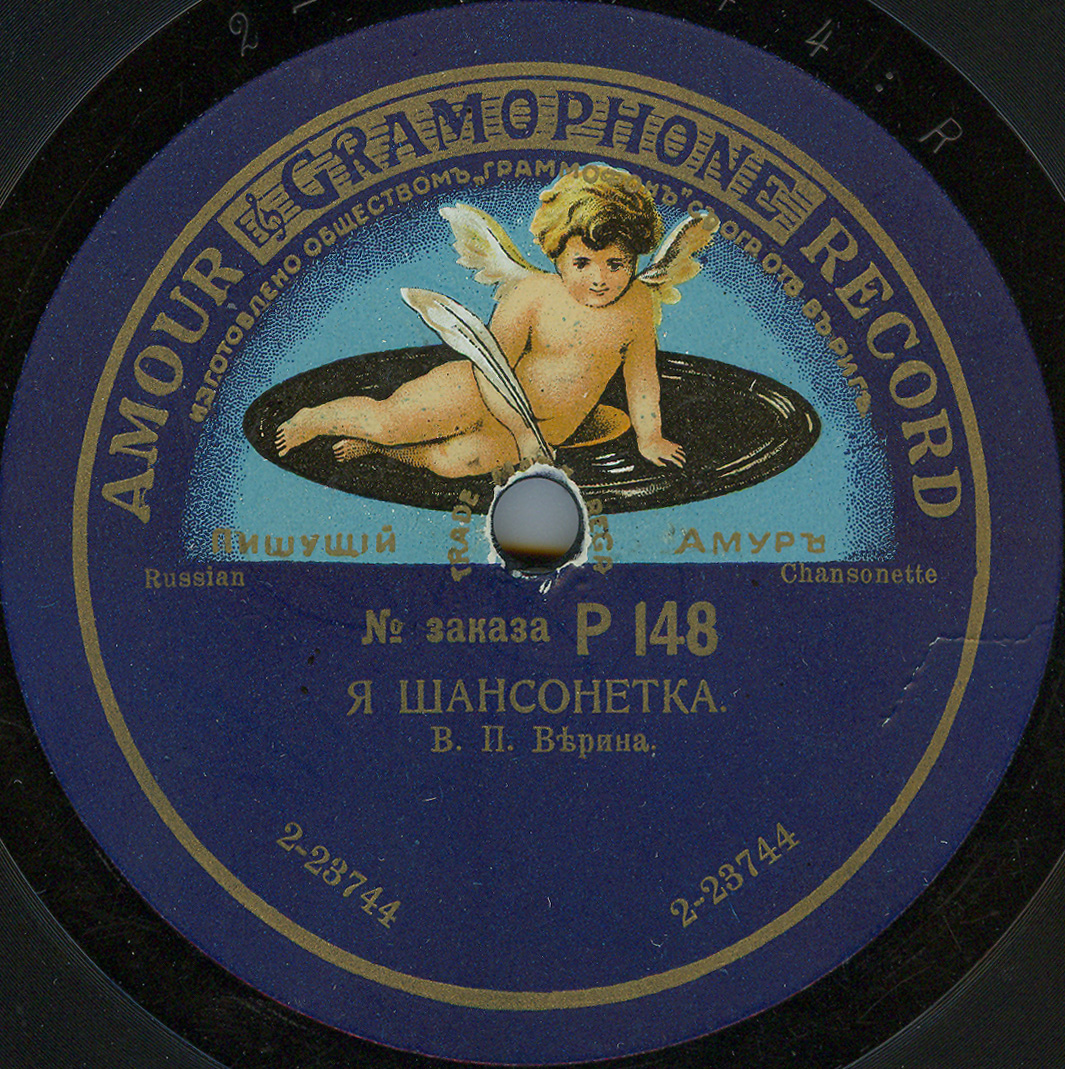 AMOUR GRAMOPHONE RECORD
ИЗГОТОВЛЕНО ОБЩЕСТВОМЪ „ГРАММОФОНЪ" СЪ ОГР. ОТВ. ВЪ РИГѢ
ПИШУЩІЙ АМУРЪ
TRADE
Russian Chansonette
№ заказа Р 148
Я ШАНСОНЕТКА.
В. П. Вѣрина.
2-23744 2-23744